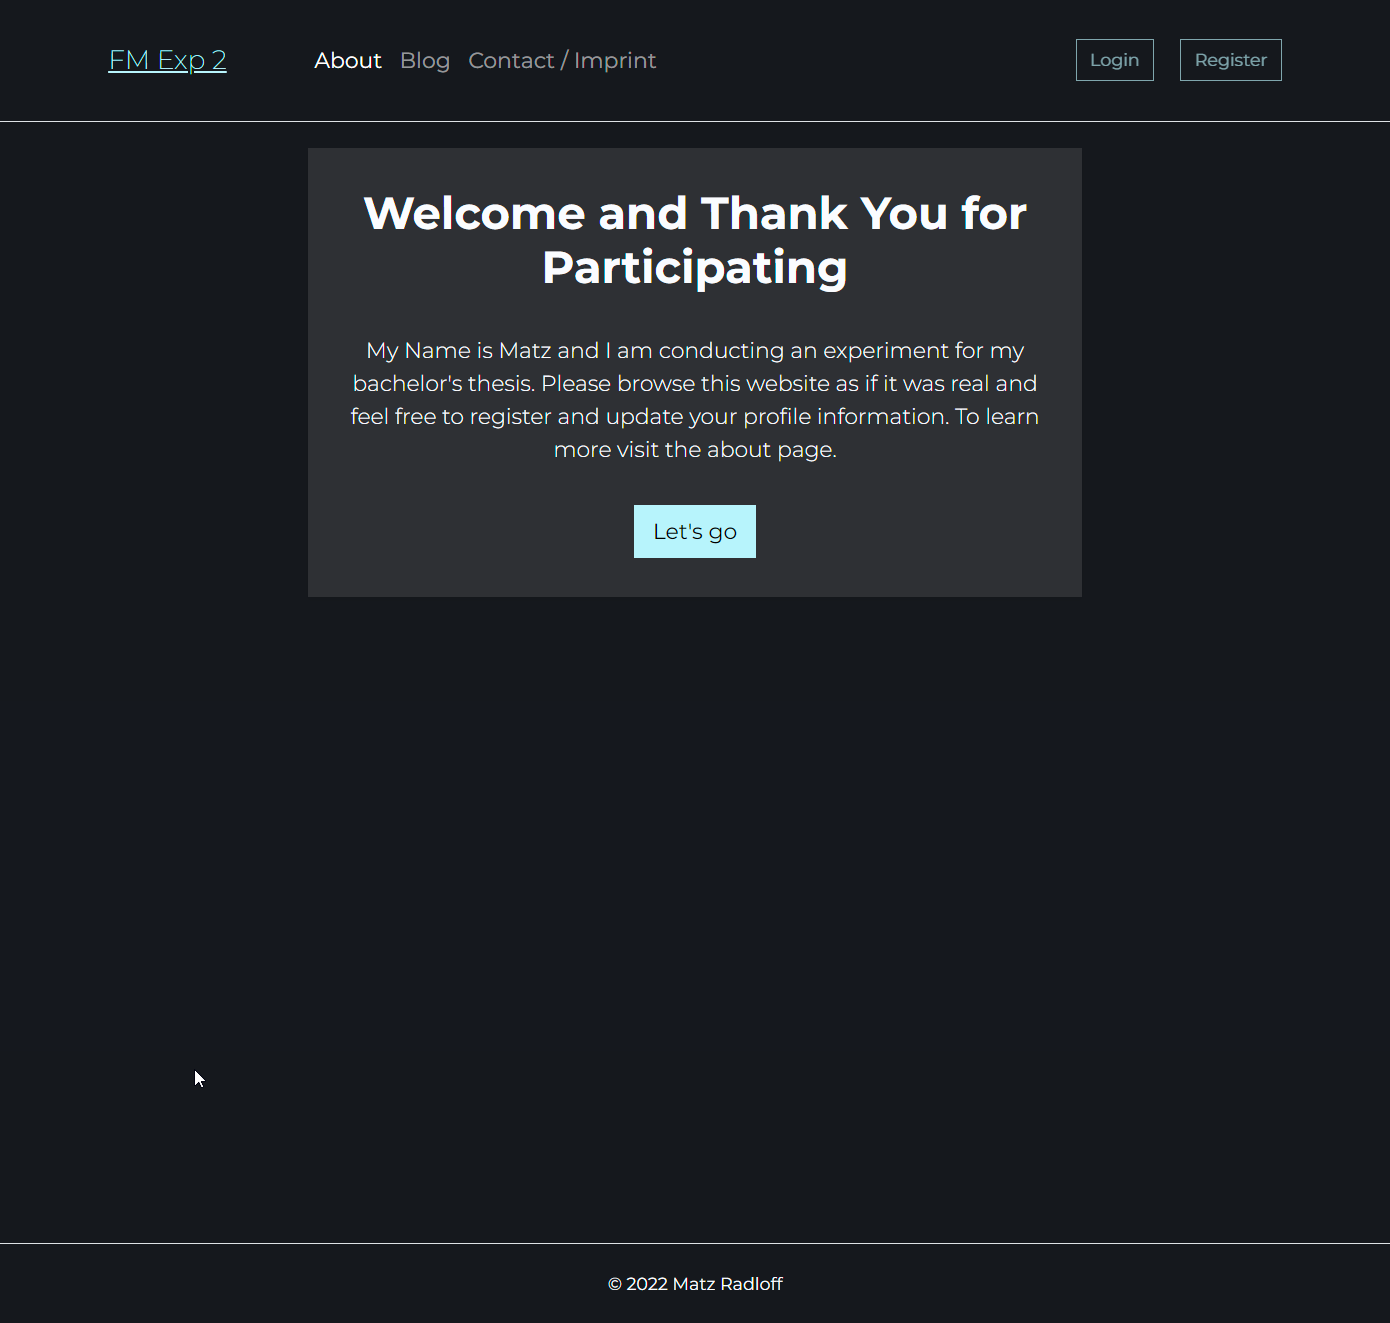 FM Exp 2
About Blog Contact / Imprint
Login Register
Welcome and Thank You for
Participating
My Name is Matz and I am conducting an experiment for my
bachelor's thesis. Please browse this website as if it was real and
feel free to register and update your profile information. To learn
more visit the about page.
Let's go
© 2022 Matz Radloff